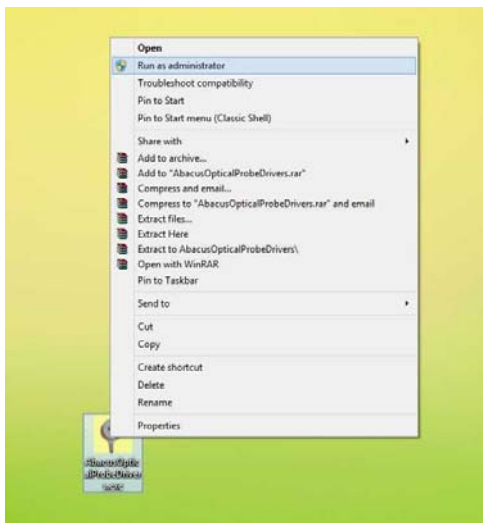 Open
Run as administrator
Troubleshoot compatibility
Pin to Start
Pin to Start menu (Classic Shell)
Share with
Add to archive...
Add to "AbacusOpticalProbeDrivers.rar"
Compress and email...
Compress to "AbacusOpticalProbeDrivers.rar" and email
Extract files...
Extract Here
Extract to AbacusOpticalProbeDrivers\
Open with WinRAR
Pin to Taskbar
Send to
Cut
Copy
Create shortcut
Delete
Rename
Properties
AbacusOptic
alProbeDriver